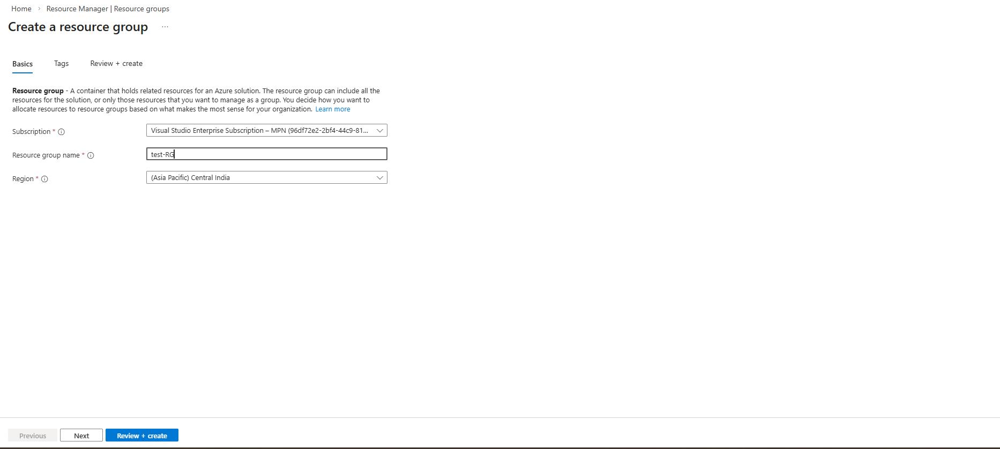 Home > Resource Manager | Resource groups
Create a resource group ...
Basics Tags Review + create
Resource group - A container that holds related resources for an Azure solution. The resource group can include all the
resources for the solution, or only those resources that you want to manage as a group. You decide how you want to
allocate resources to resource groups based on what makes the most sense for your organization. Learn more
Subscription * Visual Studio Enterprise Subscription – MPN (96df72e2-2bf4-44c9-81...
Resource group name * test-RG
Region * (Asia Pacific) Central India
Previous Next Review + create